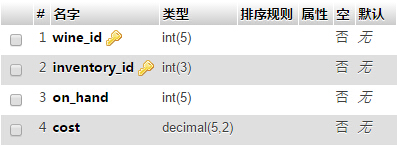 # 名字 类型 排序规则 属性 空 默认
1 wine_id int(5) 否 无
2 inventory_id int(3) 否 无
3 on_hand int(5) 否 无
4 cost decimal(5,2) 否 无